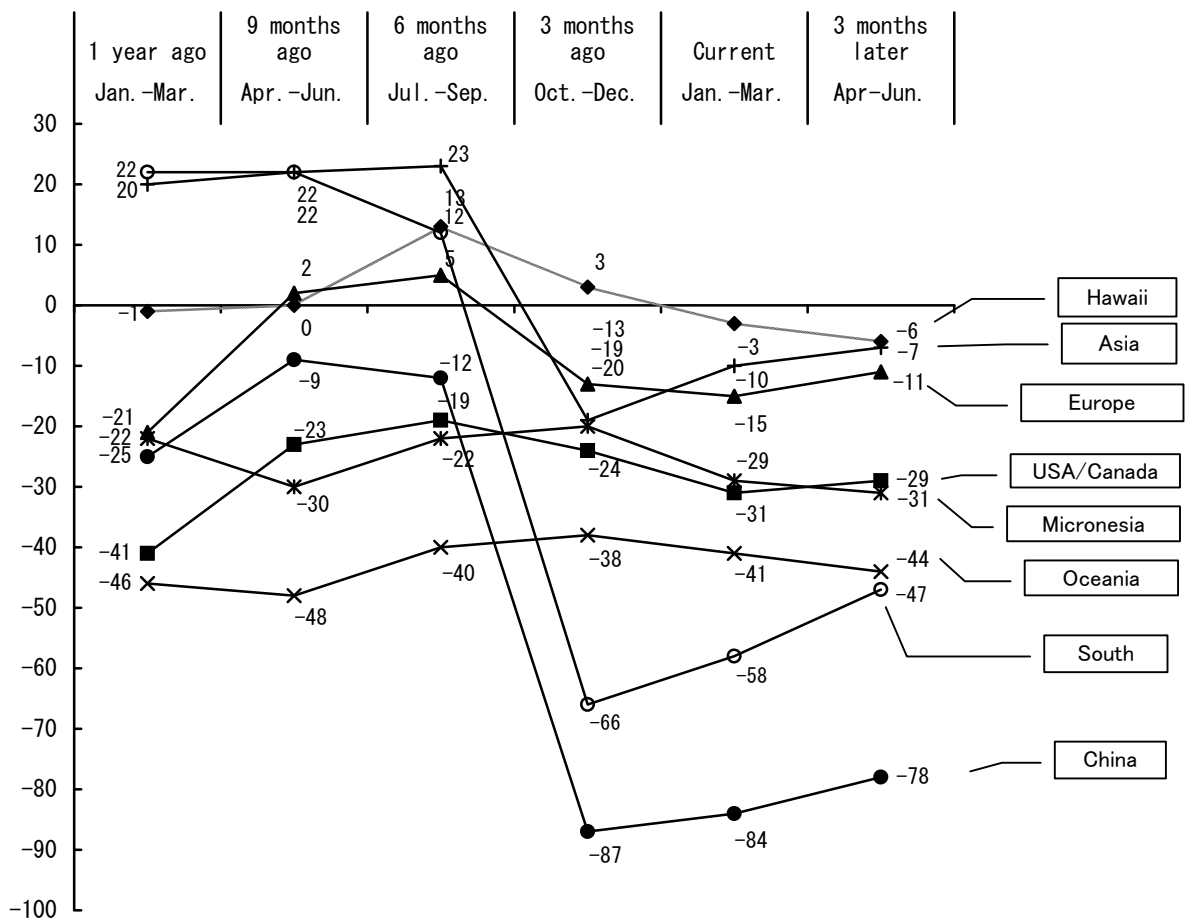 9 months 6 months 3 months 3 months
1 year ago ago ago ago Current later
Jan.-Mar. Apr.-Jun. Jul.-Sep. Oct.-Dec. Jan.-Mar. Apr-Jun.
30
23
22
20 20
22 13
22 12
10
2 5 3
0
-1 0 -13 -6 Hawaii
-19 -3 -7 Asia
-10 -12 -20 -10
-9 -11 Europe
-19 -15
-20 -21
-22 -23
-25 -22 -24 -29 -29 USA/Canada
-30 -30 -31 -31 Micronesia
-40 -41 -38 -44 Oceania
-46 -48 -40 -41
-50 -47
South
-60 -58
-66
-70
China
-80 -78
-84
-90 -87
-100